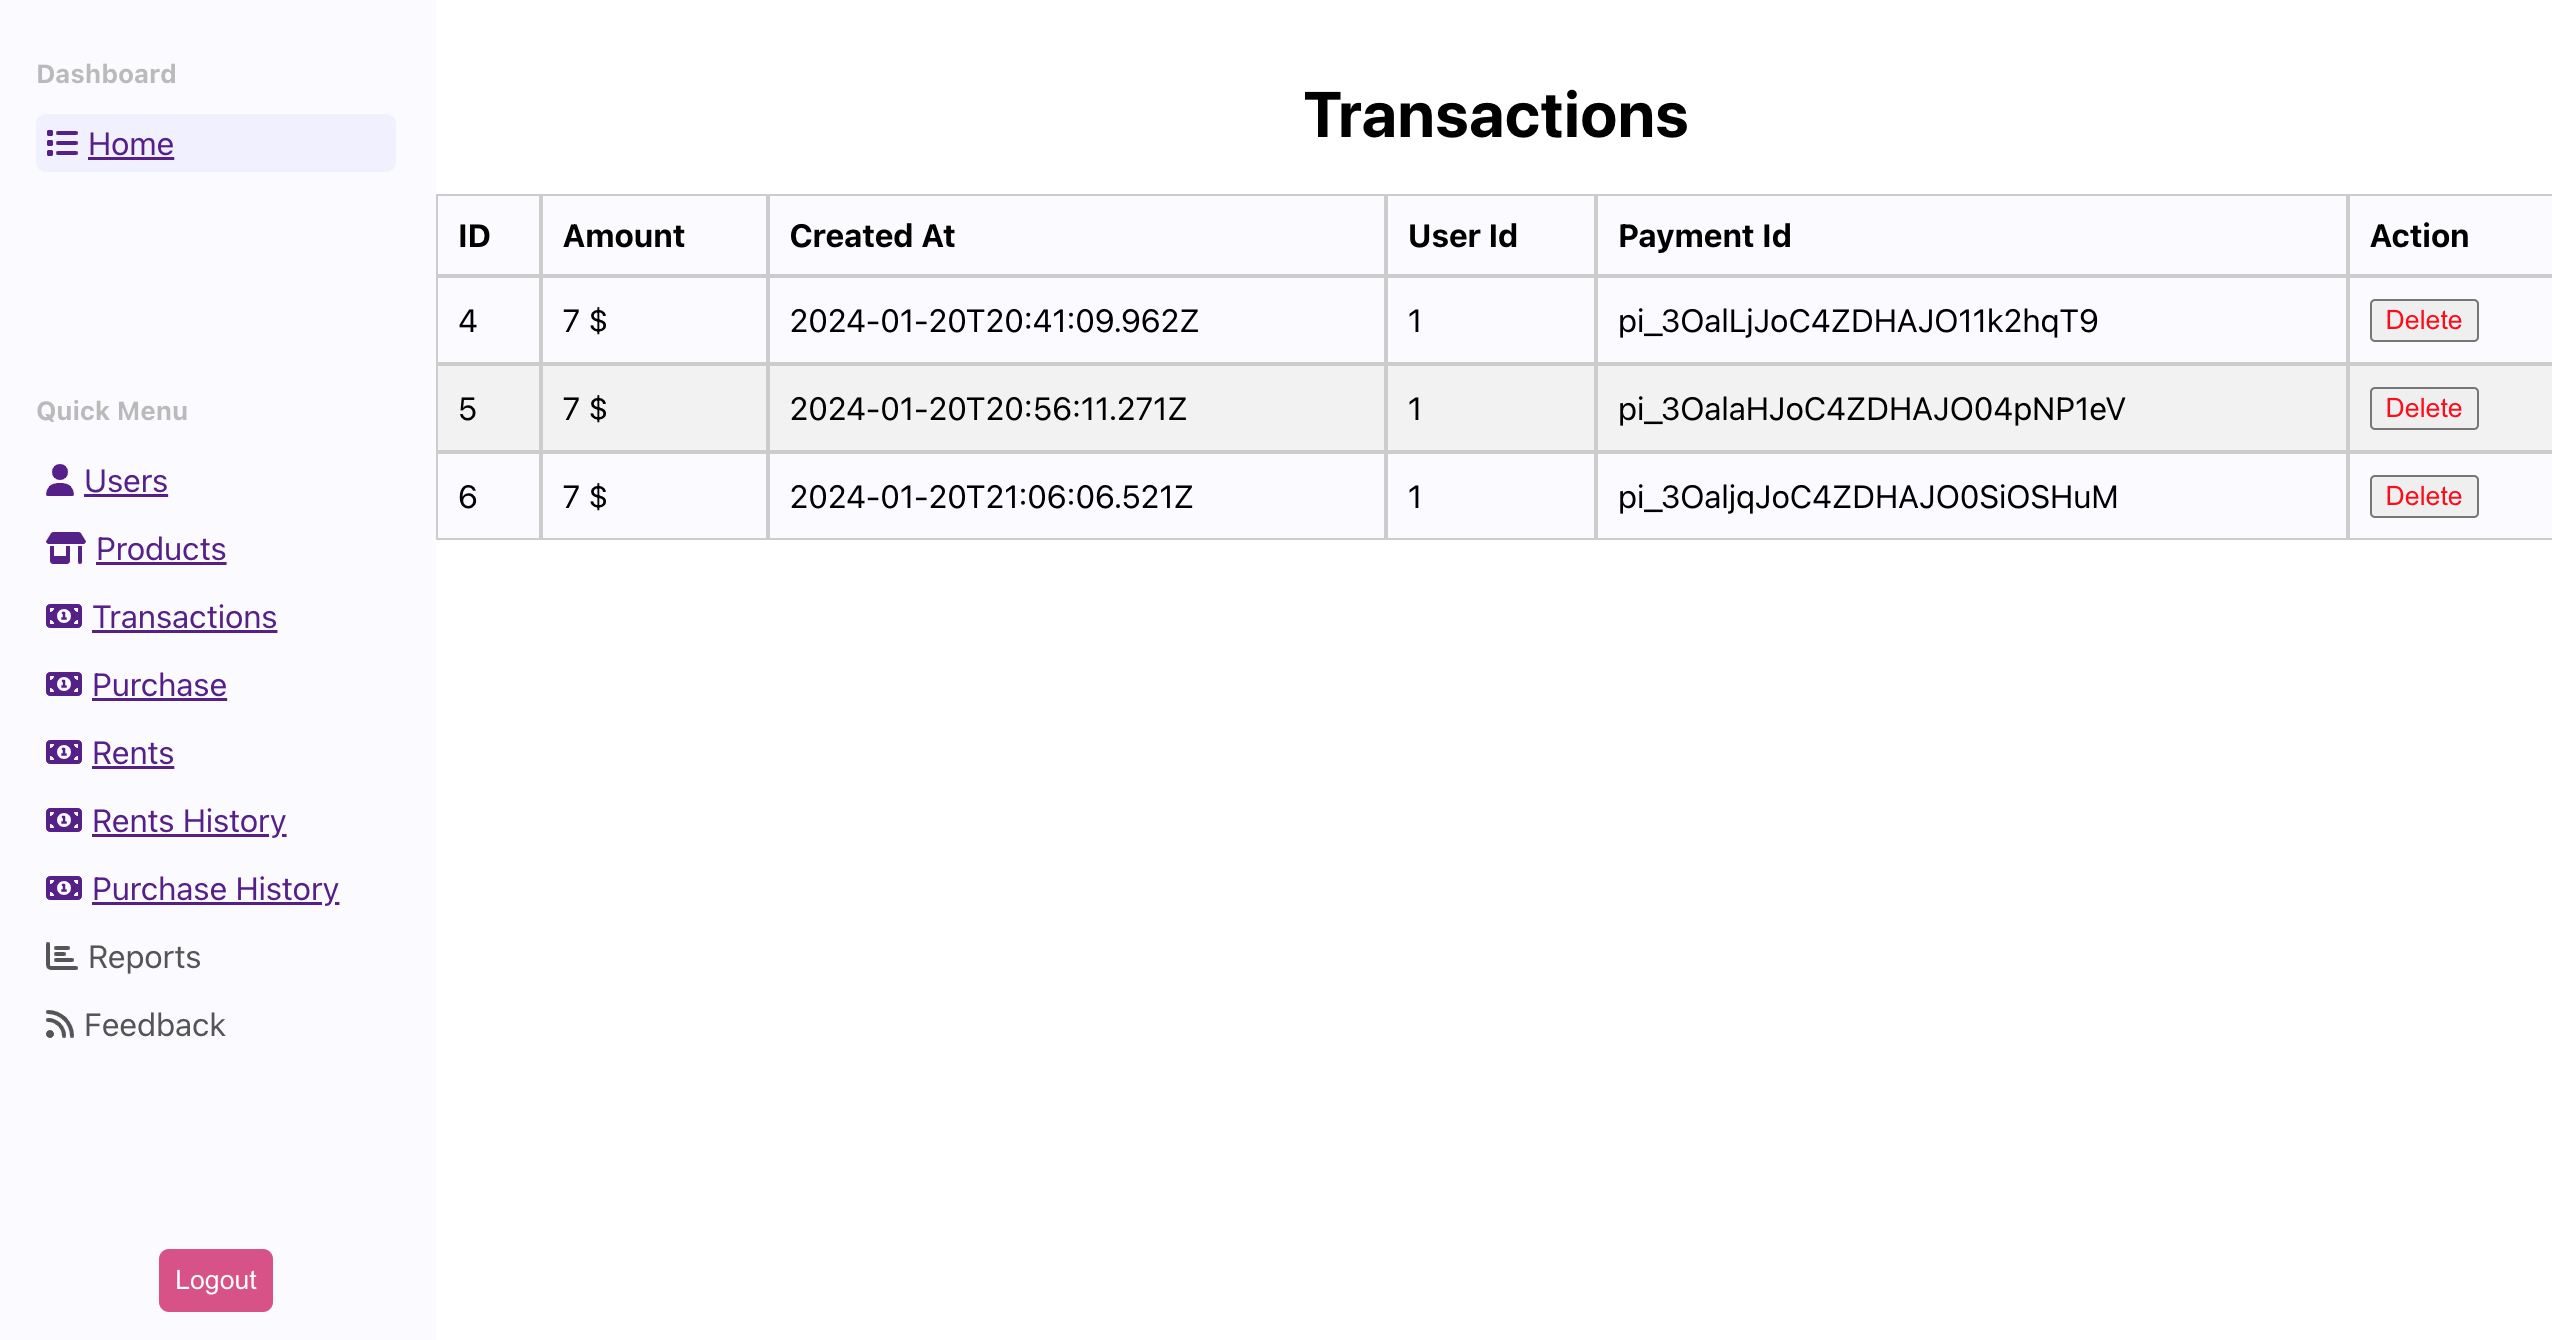 Dashboard
Home
Quick Menu
Users
Products
Transactions
Purchase
Rents
Rents History
Purchase History
Reports
Feedback
Logout
Transactions
ID Amount Created At User Id Payment Id Action
4 7 $ 2024-01-20T20:41:09.962Z 1 pi_3OalLjJoC4ZDHAJO11k2hqT9 Delete
5 7 $ 2024-01-20T20:56:11.271Z 1 pi_3OalaHJoC4ZDHAJO04pNP1eV Delete
6 7 $ 2024-01-20T21:06:06.521Z 1 pi_3OaljqJoC4ZDHAJO0SiOSHuM Delete